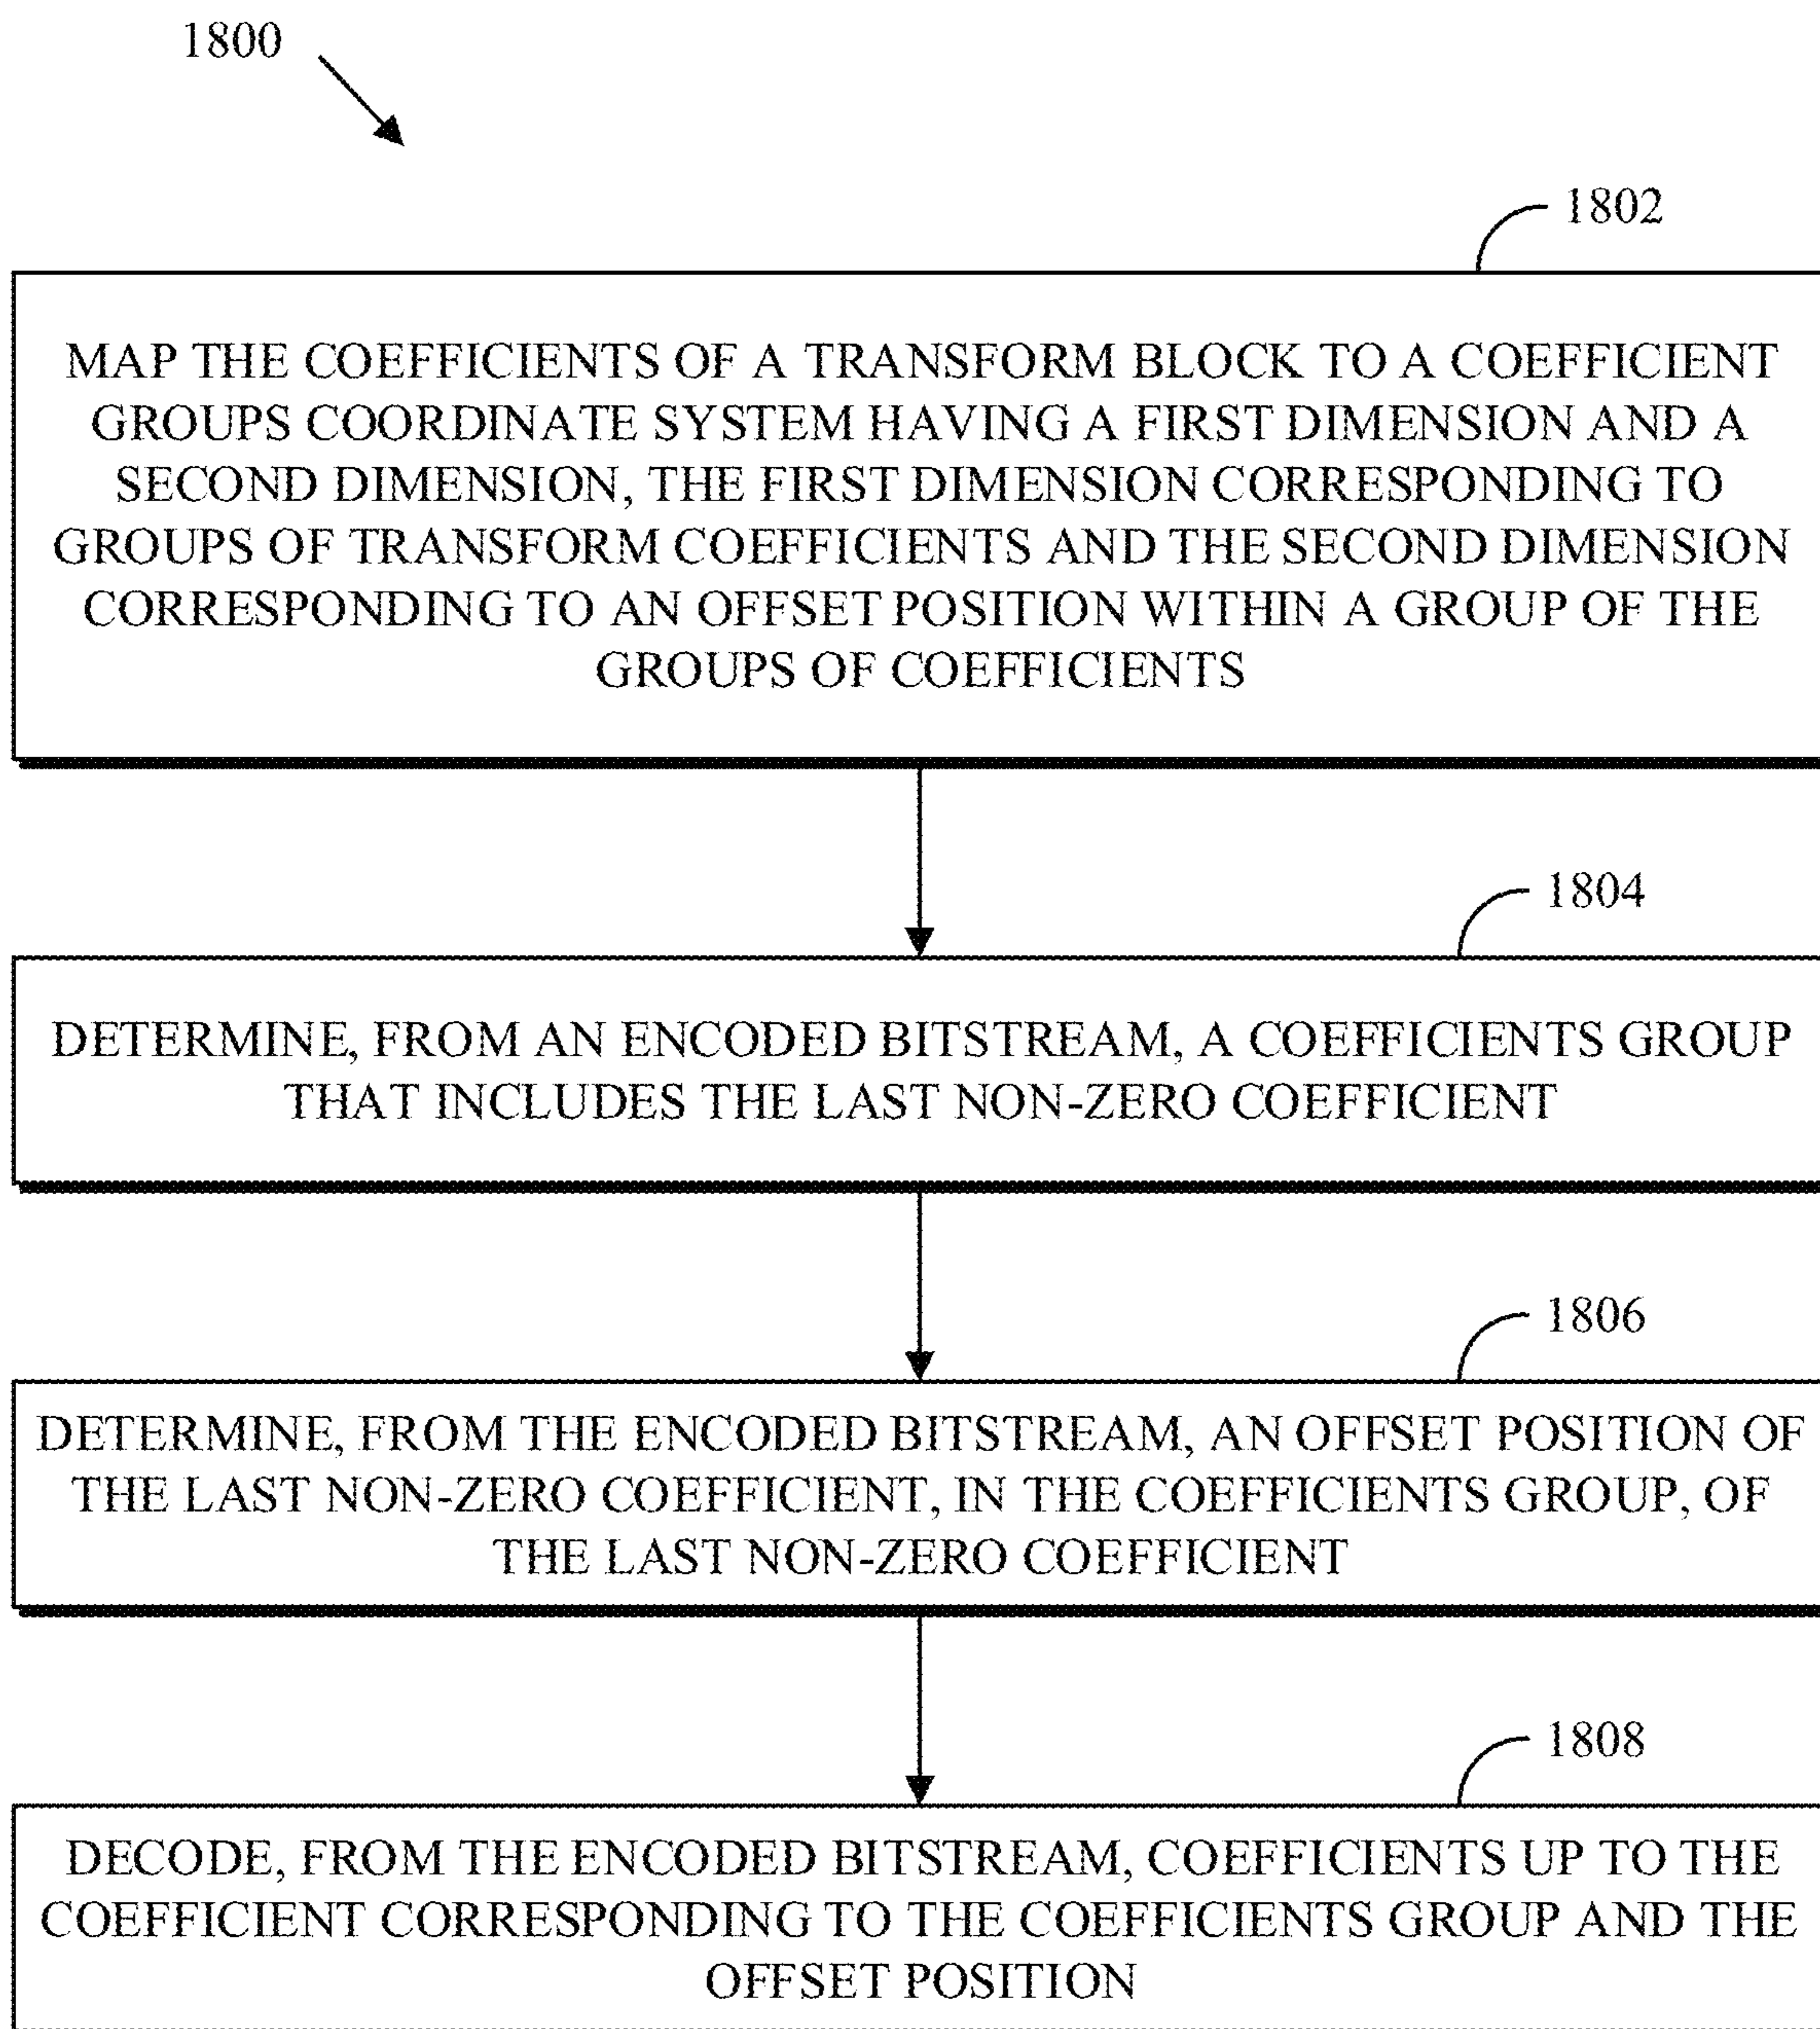 1800
1802
MAP THE COEFFICIENTS OF A TRANSFORM BLOCK TO A COEFFICIENT
GROUPS COORDINATE SYSTEM HAVING A FIRST DIMENSION AND A
SECOND DIMENSION, THE FIRST DIMENSION CORRESPONDING TO
GROUPS OF TRANSFORM COEFFICIENTS AND THE SECOND DIMENSION
CORRESPONDING TO AN OFFSET POSITION WITHIN A GROUP OF THE
GROUPS OF COEFFICIENTS
1804
DETERMINE, FROM AN ENCODED BITSTREAM, A COEFFICIENTS GROUP
THAT INCLUDES THE LAST NON-ZERO COEFFICIENT
1806
DETERMINE, FROM THE ENCODED BITSTREAM, AN OFFSET POSITION OF
THE LAST NON-ZERO COEFFICIENT, IN THE COEFFICIENTS GROUP, OF
THE LAST NON-ZERO COEFFICIENT
1808
DECODE, FROM THE ENCODED BITSTREAM, COEFFICIENTS UP TO THE
COEFFICIENT CORRESPONDING TO THE COEFFICIENTS GROUP AND THE
OFFSET POSITION